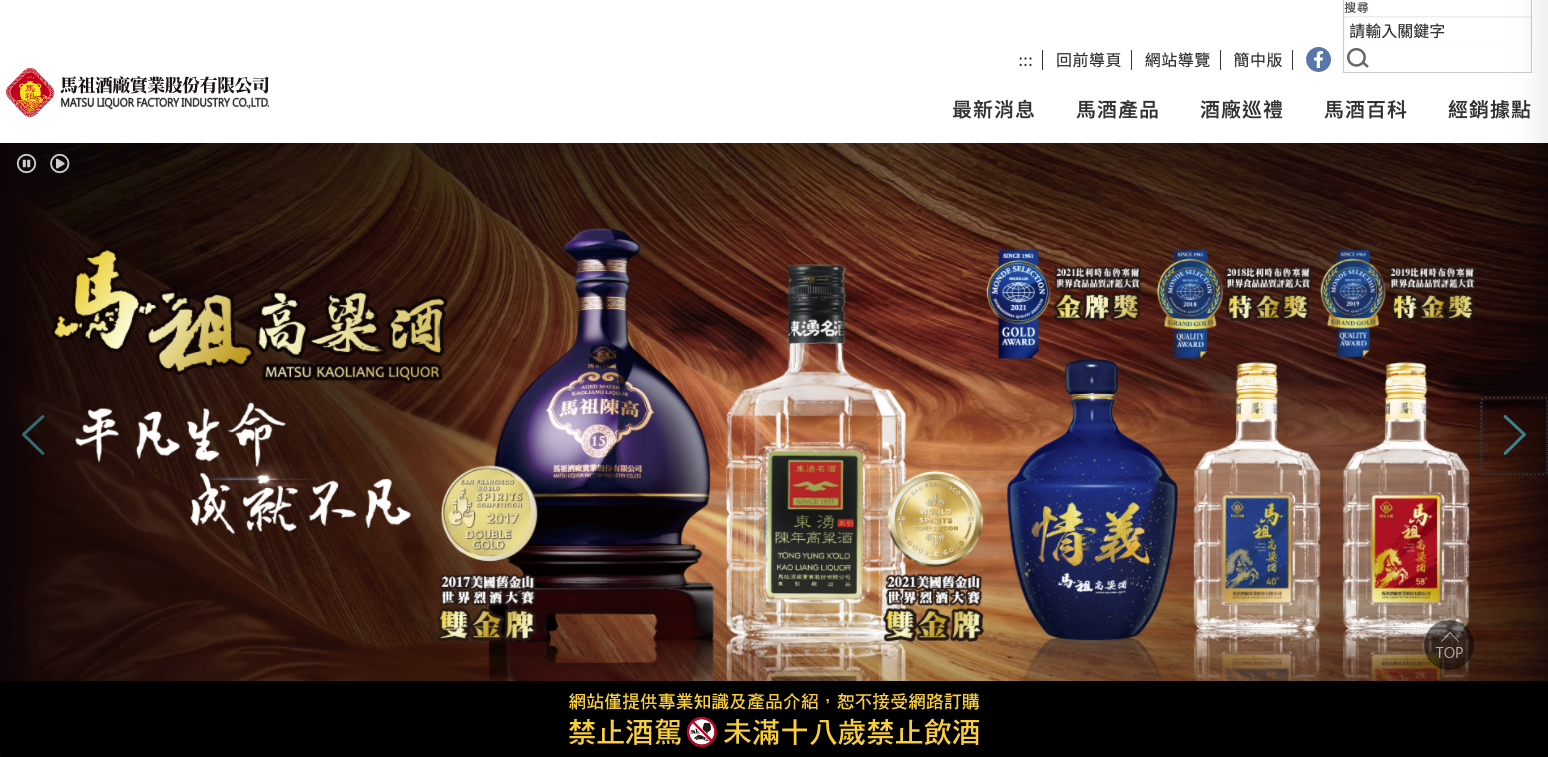 搜尋
請輸入關鍵字
:::
回前導頁
網站導覽
簡中版
馬祖酒廠實業股份有限公司
MATSU LIQUOR FACTORY INDUSTRY CO.,LTD.
最新消息
馬酒產品
酒廠巡禮
馬酒百科
經銷據點
馬祖高粱酒
MATSU KAOLIANG LIQUOR
平凡生命
成就不凡
AGED MATSU
KAOLIANG LIQUOR
馬祖陳高
15
馬祖酒廠實業股份有限公司
SAN FRANCISCO
WORLD
SPIRITS
COMPETITION
2017
DOUBLE
GOLD
2017美國舊金山
世界烈酒大賽
雙金牌
東湧名酒
東湧名酒
東湧
陳年高粱酒
TONG YUNG X'OLD
KAO LIANG LIQUOR
馬祖酒廠實業股份有限公司
WORLD
SPIRITS
COMPETITION
DOUBLE GOLD
2021美國舊金山
世界烈酒大賽
雙金牌
SINCE 1961
MONDE SELECTION
2021
GOLD
QUALITY
AWARD
2021比利時布魯塞爾
世界食品品質評鑑大賽
金牌獎
SINCE 1961
MONDE SELECTION
2018
GRAND GOLD
QUALITY
AWARD
2018比利時布魯塞爾
世界食品品質評鑑大賽
特金獎
SINCE 1961
MONDE SELECTION
2019
GRAND GOLD
QUALITY
AWARD
2019比利時布魯塞爾
世界食品品質評鑑大賽
特金獎
情義
馬祖高粱酒
馬祖高粱酒
40°
馬祖高粱酒
58°
TOP
網站僅提供專業知識及產品介紹，恕不接受網路訂購
禁止酒駕 未滿十八歲禁止飲酒